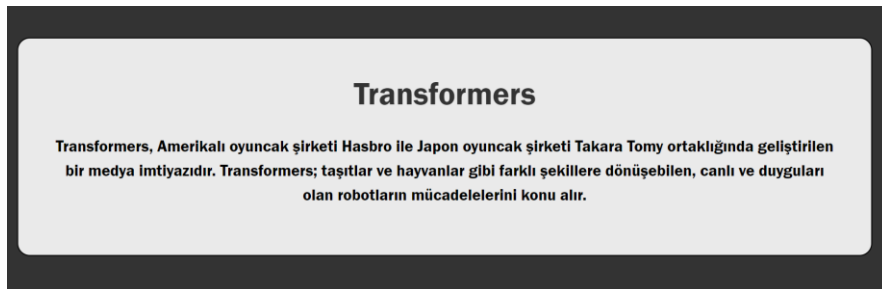 Transformers
Transformers, Amerikalı oyuncak şirketi Hasbro ile Japon oyuncak şirketi Takara Tomy ortaklığında geliştirilen
bir medya imtiyazıdır. Transformers; taşıtlar ve hayvanlar gibi farklı şekillere dönüşebilen, canlı ve duyguları
olan robotların mücadelelerini konu alır.